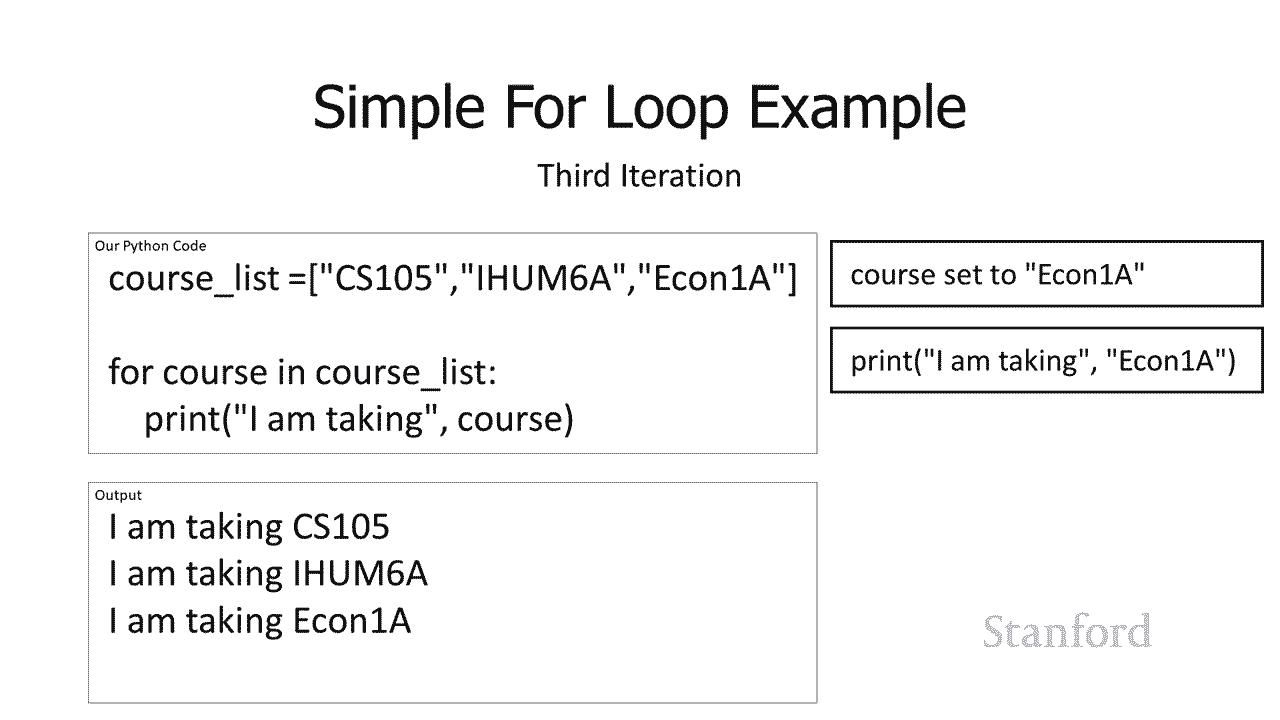 Simple For Loop Example
Third Iteration
Our Python Code
course_list =["CS105","IHUM6A","Econ1A"]
for course in course_list:
print("I am taking", course)
course set to "Econ1A"
print("I am taking", "Econ1A")
Output
I am taking CS105
I am taking IHUM6A
I am taking Econ1A
Stanford